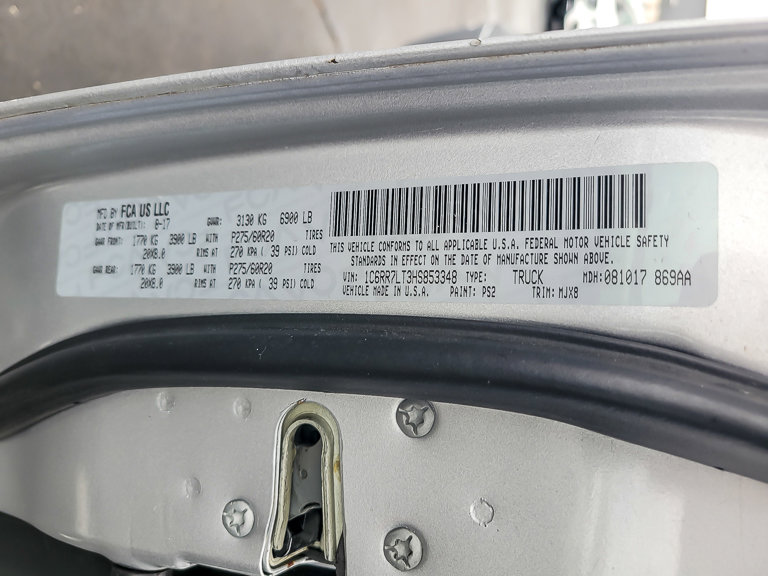 MFD BY FCA US LLC
DATE OF MFR(BUILT): 8-17 GVWR: 3130 KG 6900 LB
GAWR FRONT: 1770 KG 3900 LB WITH P275/60R20 TIRES
20X8.0 RIMS AT 270 KPA ( 39 PSI) COLD
GAWR REAR: 1770 KG 3900 LB WITH P275/60R20 TIRES
20X8.0 RIMS AT 270 KPA ( 39 PSI) COLD
THIS VEHICLE CONFORMS TO ALL APPLICABLE U.S.A. FEDERAL MOTOR VEHICLE SAFETY
STANDARDS IN EFFECT ON THE DATE OF MANUFACTURE SHOWN ABOVE.
VIN: 1C6RR7LT3HS853348 TYPE: TRUCK MDH:081017 869AA
VEHICLE MADE IN U.S.A. PAINT: PS2 TRIM: MJX8